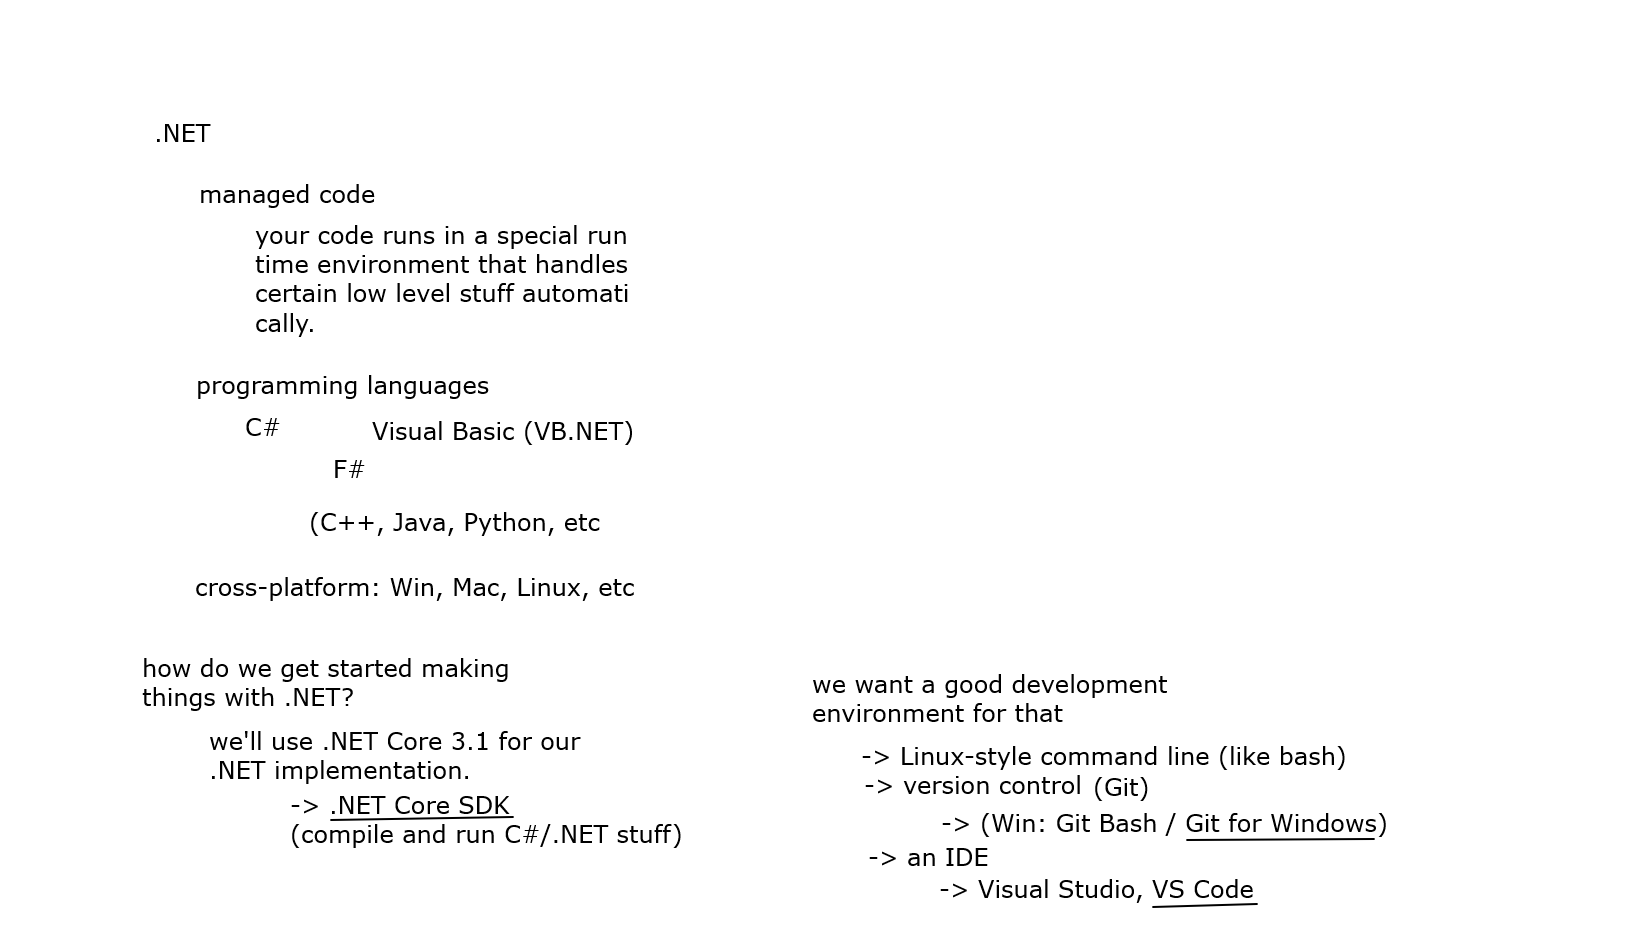 .NET
managed code
your code runs in a special run
time environment that handles
certain low level stuff automati
cally.
programming languages
C#
Visual Basic (VB.NET)
F#
(C++, Java, Python, etc
cross-platform: Win, Mac, Linux, etc
how do we get started making
things with .NET?
we'll use .NET Core 3.1 for our
.NET implementation.
-> .NET Core SDK
(compile and run C#/.NET stuff)
we want a good development
environment for that
-> Linux-style command line (like bash)
-> version control (Git)
-> (Win: Git Bash / Git for Windows)
-> an IDE
-> Visual Studio, VS Code